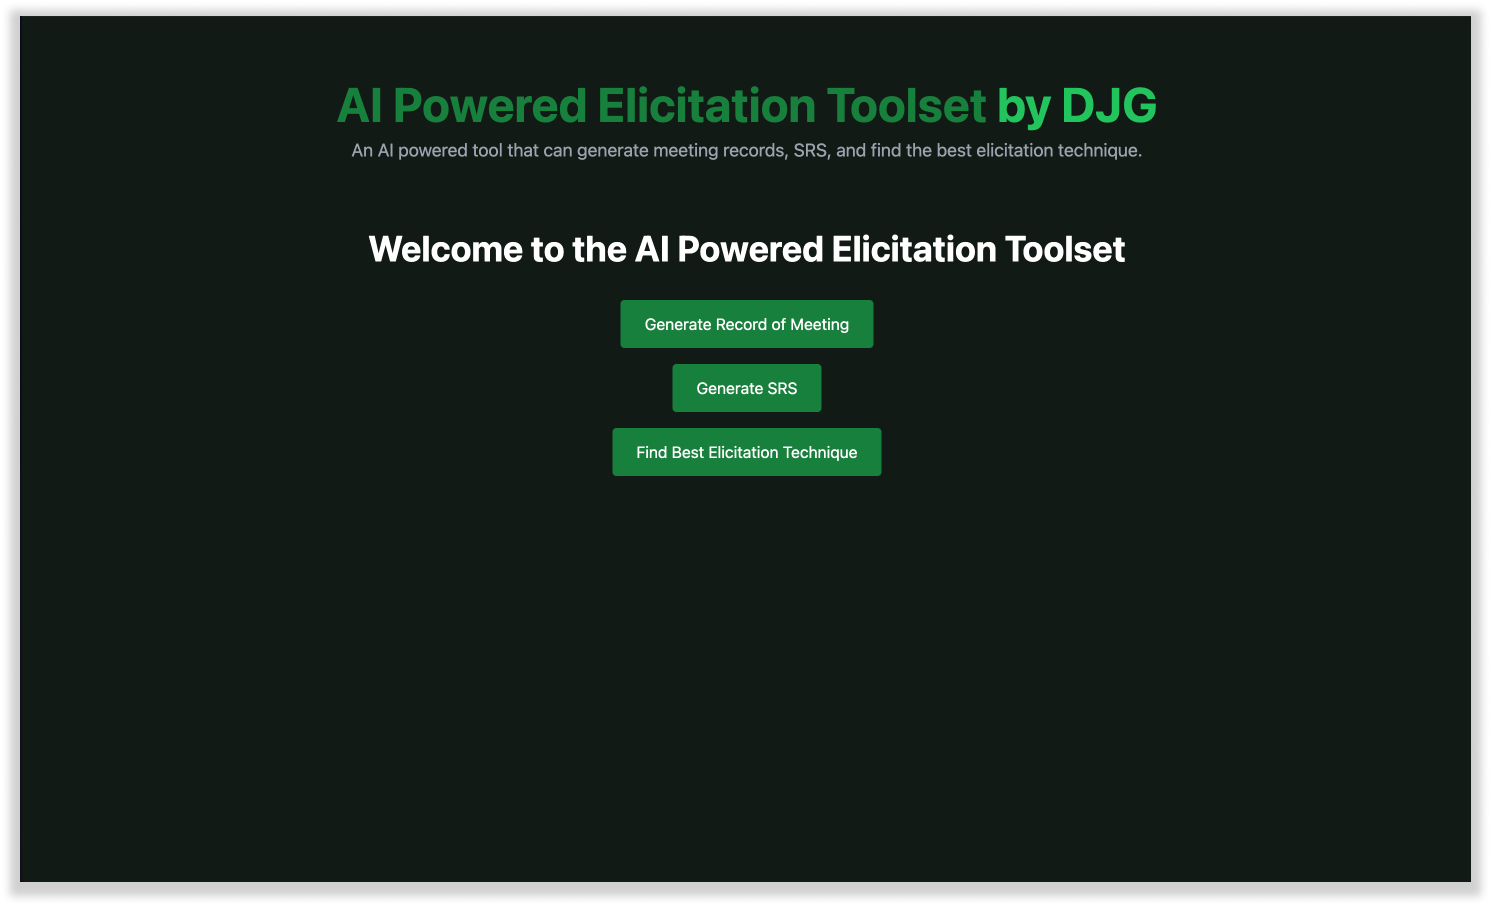 AI Powered Elicitation Toolset by DJG
An AI powered tool that can generate meeting records, SRS, and find the best elicitation technique.
Welcome to the AI Powered Elicitation Toolset
Generate Record of Meeting
Generate SRS
Find Best Elicitation Technique